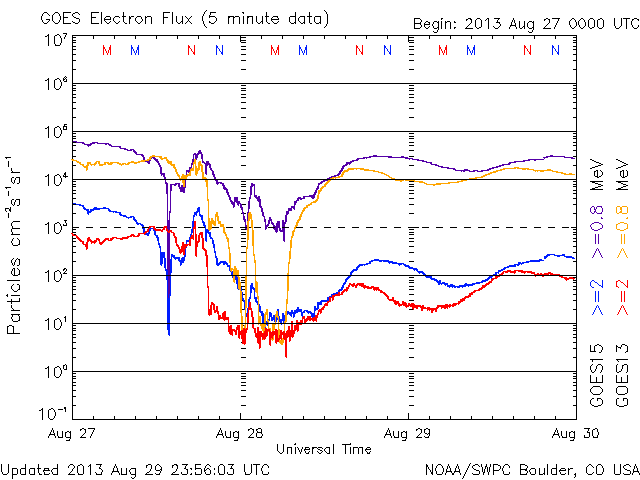 GOES Electron Flux (5 minute data)
Begin: 2013 Aug 27 0000 UTC
M M N N M M N N M M N N
10⁷
10⁶
10⁵
10⁴
10³
10²
10¹
10⁰
10⁻¹
Particles cm⁻²s⁻¹sr⁻¹
GOES15 >=2 >=0.8 MeV
GOES13 >=2 >=0.8 MeV
Aug 27 Aug 28 Aug 29 Aug 30
Universal Time
Updated 2013 Aug 29 23:56:03 UTC
NOAA/SWPC Boulder, CO USA